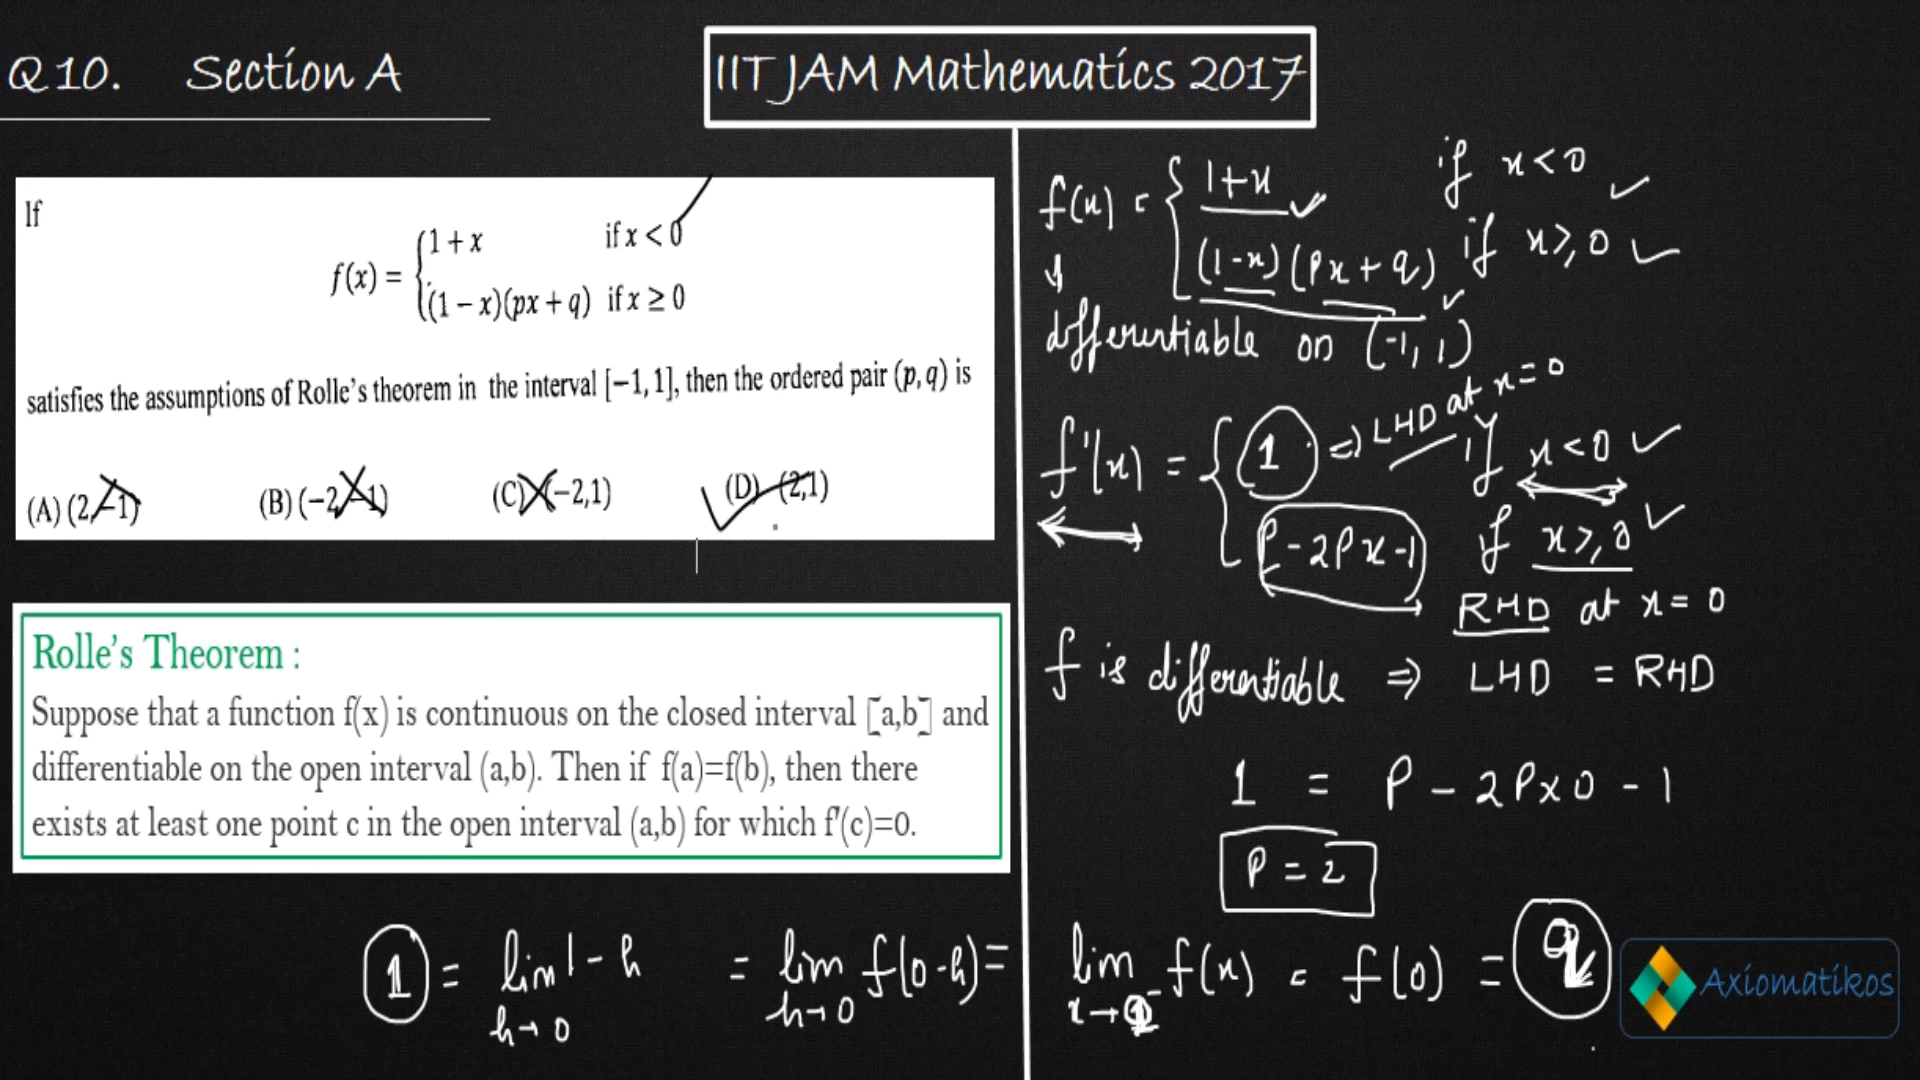 Q 10. Section A
IIT JAM Mathematics 2017
If
f(x) = { 1 + x if x < 0
(1 − x)(px + q) if x ≥ 0
satisfies the assumptions of Rolle's theorem in the interval [−1, 1], then the ordered pair (p, q) is
(A) (2, −1) (B) (−2, −1) (C) (−2,1) (D) (2,1)
Rolle's Theorem :
Suppose that a function f(x) is continuous on the closed interval [a,b] and
differentiable on the open interval (a,b). Then if f(a)=f(b), then there
exists at least one point c in the open interval (a,b) for which f'(c)=0.
f(x) = { 1+x if x < 0
(1-x)(px + q) if x ≥ 0
differentiable on (-1, 1)
f'(x) = { 1 ⇒ LHD at x = 0 if x < 0
P - 2Px - 1 if x ≥ 0
RHD at x = 0
f is differentiable ⇒ LHD = RHD
1 = P - 2P x 0 - 1
P = 2
1 = lim 1 - h = lim f(0-h) = lim f(x) = f(0) = q
h→0 h→0
Axiomatikos